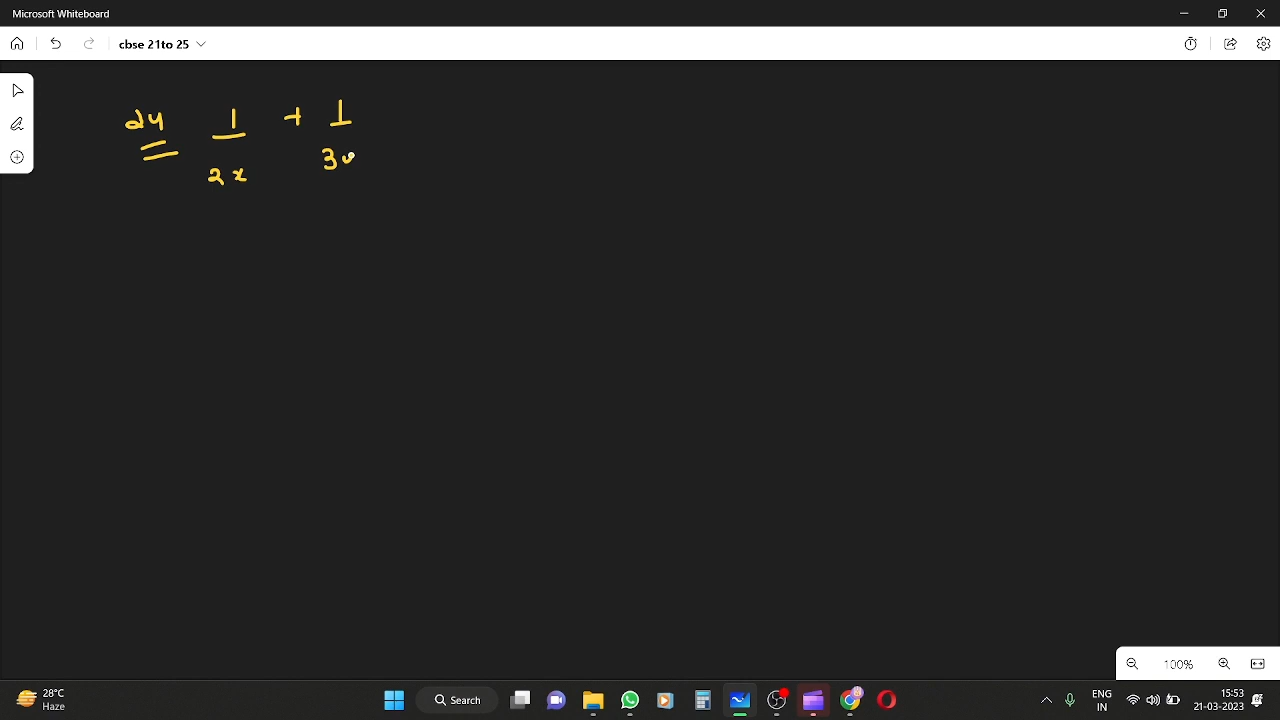 Microsoft Whiteboard
cbse 21to 25
24 1 + 1
2x 3
100%
28°C
Haze
Search
ENG
IN
15:53
21-03-2023